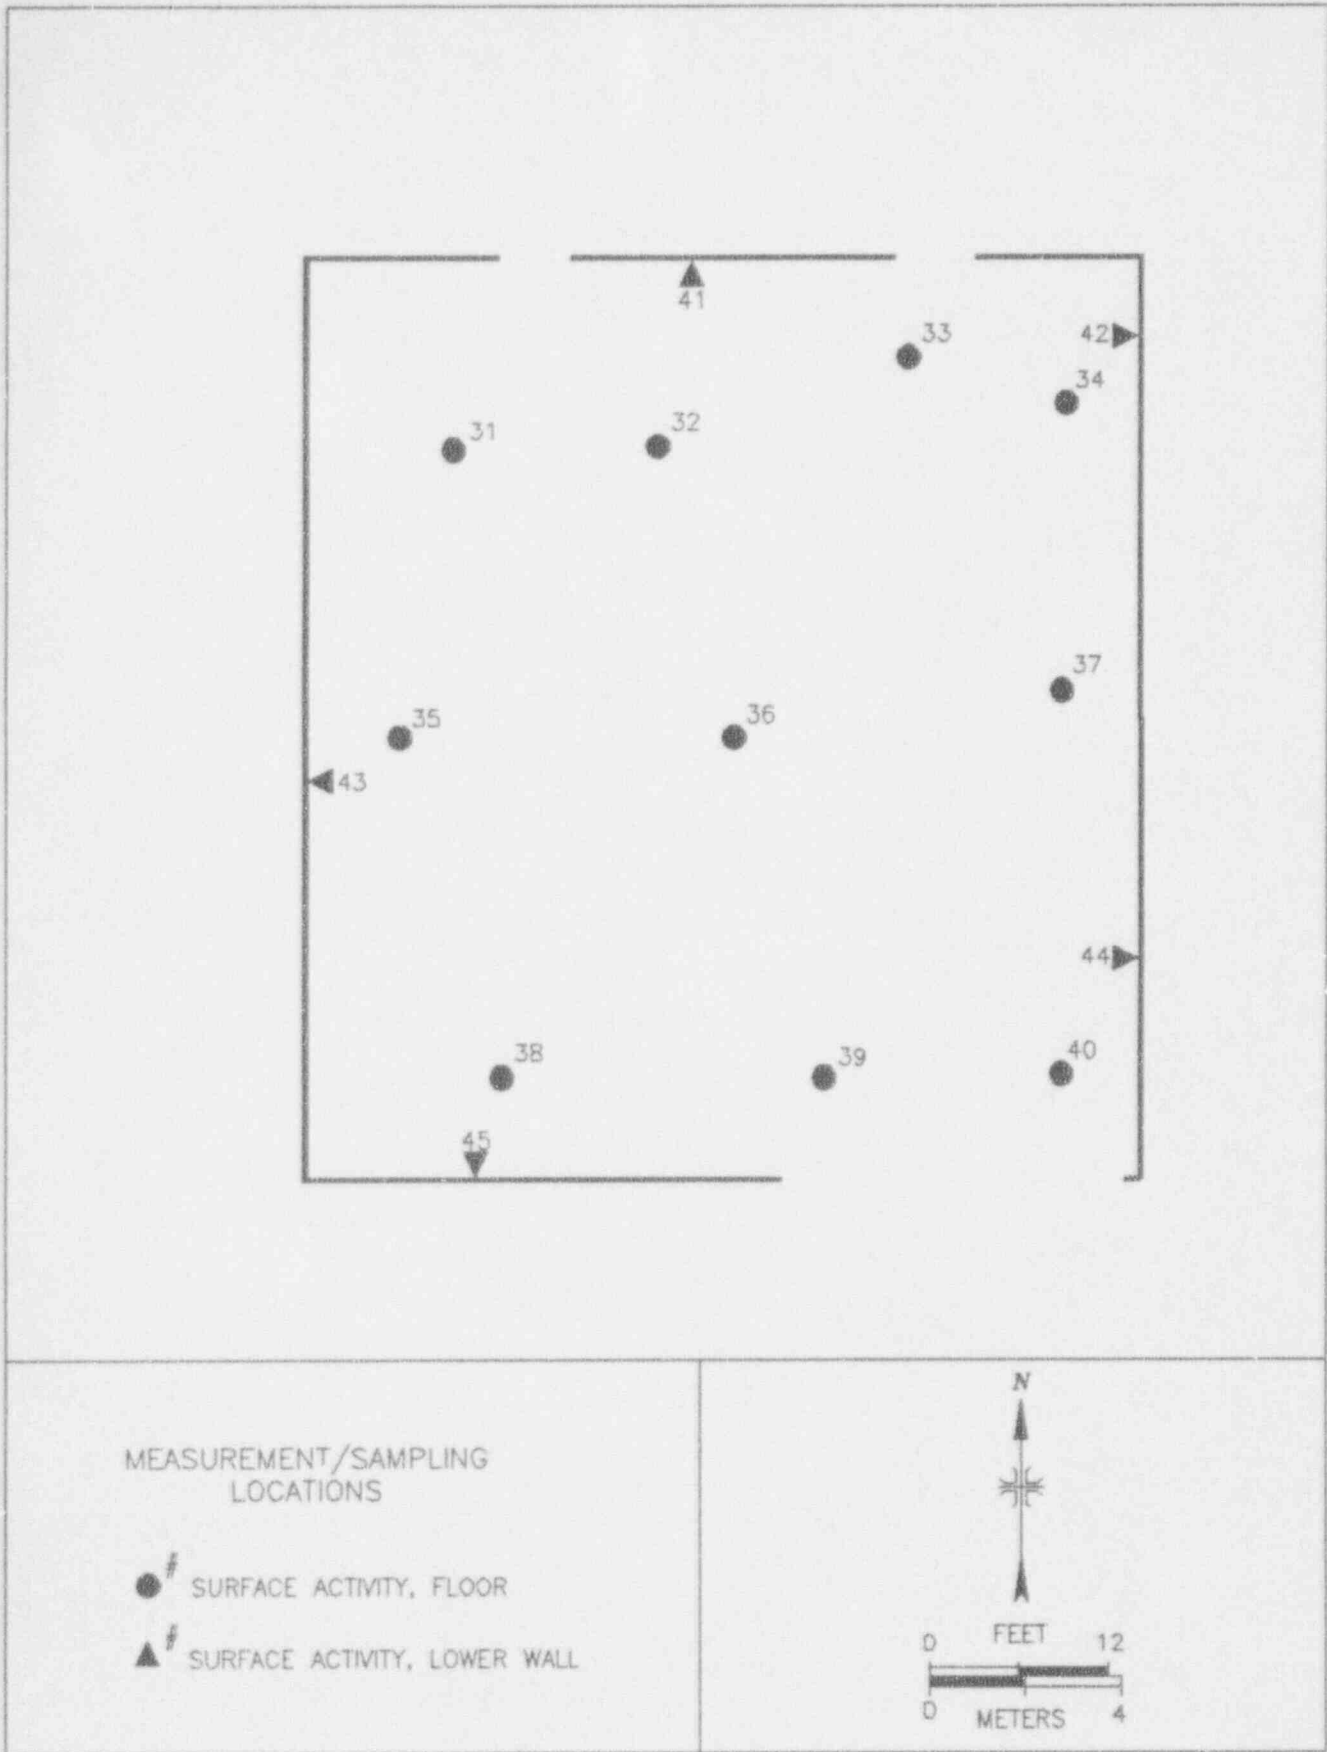 41
42
33
34
31
32
37
35
36
43
44
38
39
40
45
MEASUREMENT/SAMPLING
LOCATIONS
# SURFACE ACTIVITY, FLOOR
# SURFACE ACTIVITY, LOWER WALL
N
FEET
0 12
0 4
METERS